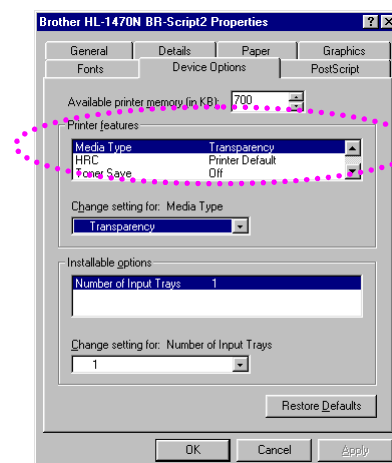 Brother HL-1470N BR-Script2 Properties
General Details Paper Graphics
Fonts Device Options PostScript
Available printer memory (in KB): 700
Printer features
Media Type Transparency
HRC Printer Default
Toner Save Off
Change setting for: Media Type
Transparency
Installable options
Number of Input Trays 1
Change setting for: Number of Input Trays
1
Restore Defaults
OK Cancel Apply